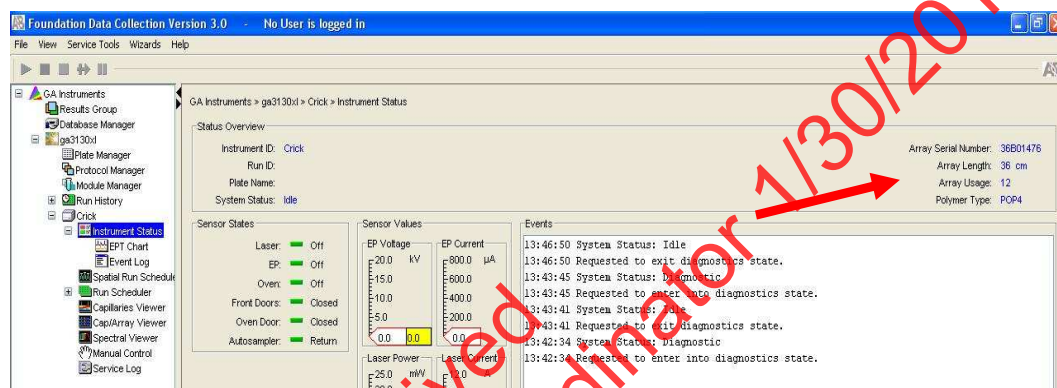 Foundation Data Collection Version 3.0 - No User is logged in
File View Service Tools Wizards Help
GA Instruments
Results Group
Database Manager
ga3130xl
Plate Manager
Protocol Manager
Module Manager
Run History
Crick
Instrument Status
EPT Chart
Event Log
Spatial Run Schedule
Run Scheduler
Capillaries Viewer
Cap/Array Viewer
Spectral Viewer
Manual Control
Service Log
GA Instruments > ga3130xl > Crick > Instrument Status
Status Overview
Instrument ID: Crick
Run ID:
Plate Name:
System Status: Idle
Array Serial Number: 36B01476
Array Length: 36 cm
Array Usage: 12
Polymer Type: POP4
Sensor States
Laser: Off
EP: Off
Oven: Off
Front Doors: Closed
Oven Door: Closed
Autosampler: Return
Sensor Values
EP Voltage
20.0 kV
15.0
10.0
5.0
0.0 0.0
EP Current
800.0 µA
600.0
400.0
200.0
0.0
Laser Power
25.0 mW
Laser Current
12.0 A
Events
13:46:50 System Status: Idle
13:46:50 Requested to exit diagnostics state.
13:43:45 System Status: Diagnostic
13:43:45 Requested to enter into diagnostics state.
13:43:41 System Status: Idle
13:43:41 Requested to exit diagnostics state.
13:42:34 System Status: Diagnostic
13:42:34 Requested to enter into diagnostics state.